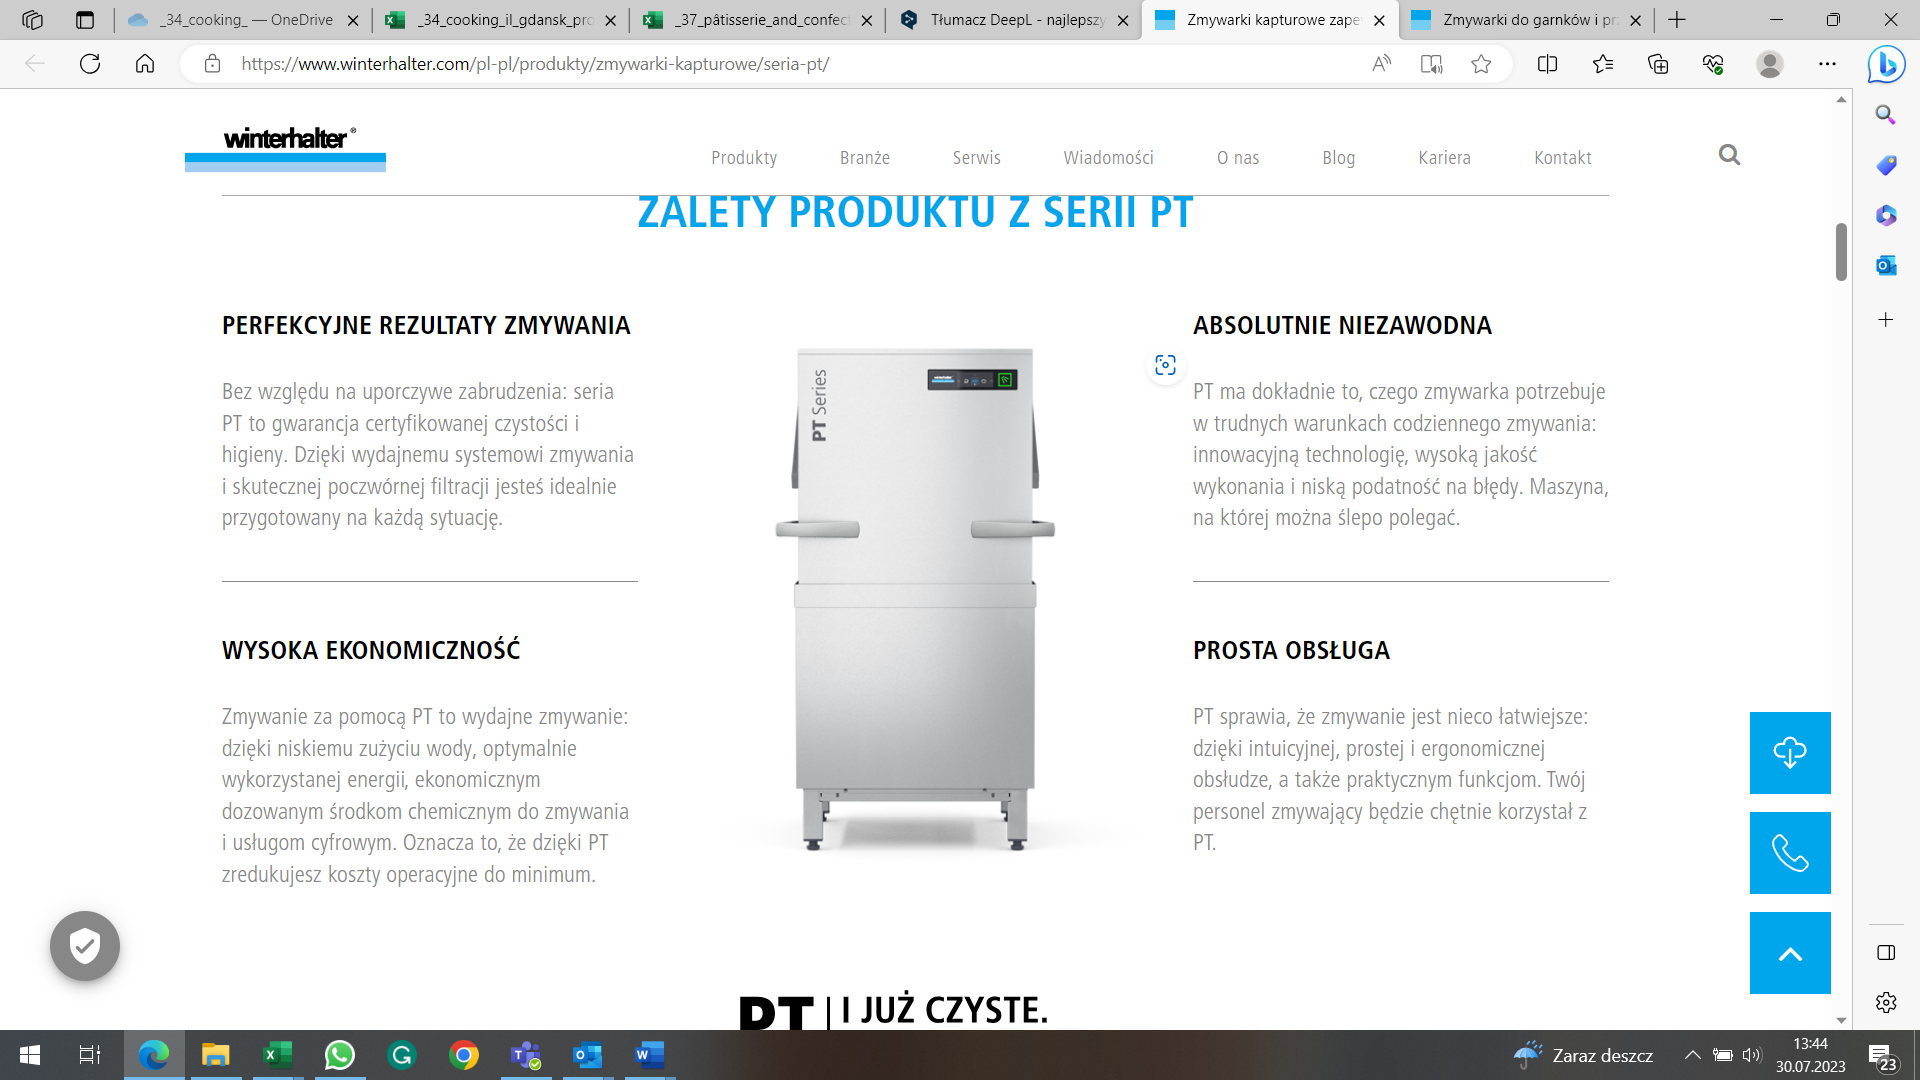 _34_cooking_ — OneDrive
_34_cooking_il_gdansk_pro
_37_pâtisserie_and_confect
Tłumacz DeepL - najlepszy
Zmywarki kapturowe zape
Zmywarki do garnków i prz
https://www.winterhalter.com/pl-pl/produkty/zmywarki-kapturowe/seria-pt/
winterhalter®
Produkty
Branże
Serwis
Wiadomości
O nas
Blog
Kariera
Kontakt
ZALETY PRODUKTU Z SERII PT
PERFEKCYJNE REZULTATY ZMYWANIA
Bez względu na uporczywe zabrudzenia: seria
PT to gwarancja certyfikowanej czystości i
higieny. Dzięki wydajnemu systemowi zmywania
i skutecznej poczwórnej filtracji jesteś idealnie
przygotowany na każdą sytuację.
WYSOKA EKONOMICZNOŚĆ
Zmywanie za pomocą PT to wydajne zmywanie:
dzięki niskiemu zużyciu wody, optymalnie
wykorzystanej energii, ekonomicznym
dozowanym środkom chemicznym do zmywania
i usługom cyfrowym. Oznacza to, że dzięki PT
zredukujesz koszty operacyjne do minimum.
PT Series
winterhalter
ABSOLUTNIE NIEZAWODNA
PT ma dokładnie to, czego zmywarka potrzebuje
w trudnych warunkach codziennego zmywania:
innowacyjną technologię, wysoką jakość
wykonania i niską podatność na błędy. Maszyna,
na której można ślepo polegać.
PROSTA OBSŁUGA
PT sprawia, że zmywanie jest nieco łatwiejsze:
dzięki intuicyjnej, prostej i ergonomicznej
obsłudze, a także praktycznym funkcjom. Twój
personel zmywający będzie chętnie korzystał z
PT.
PT | I JUŻ CZYSTE.
Zaraz deszcz
13:44
30.07.2023
23